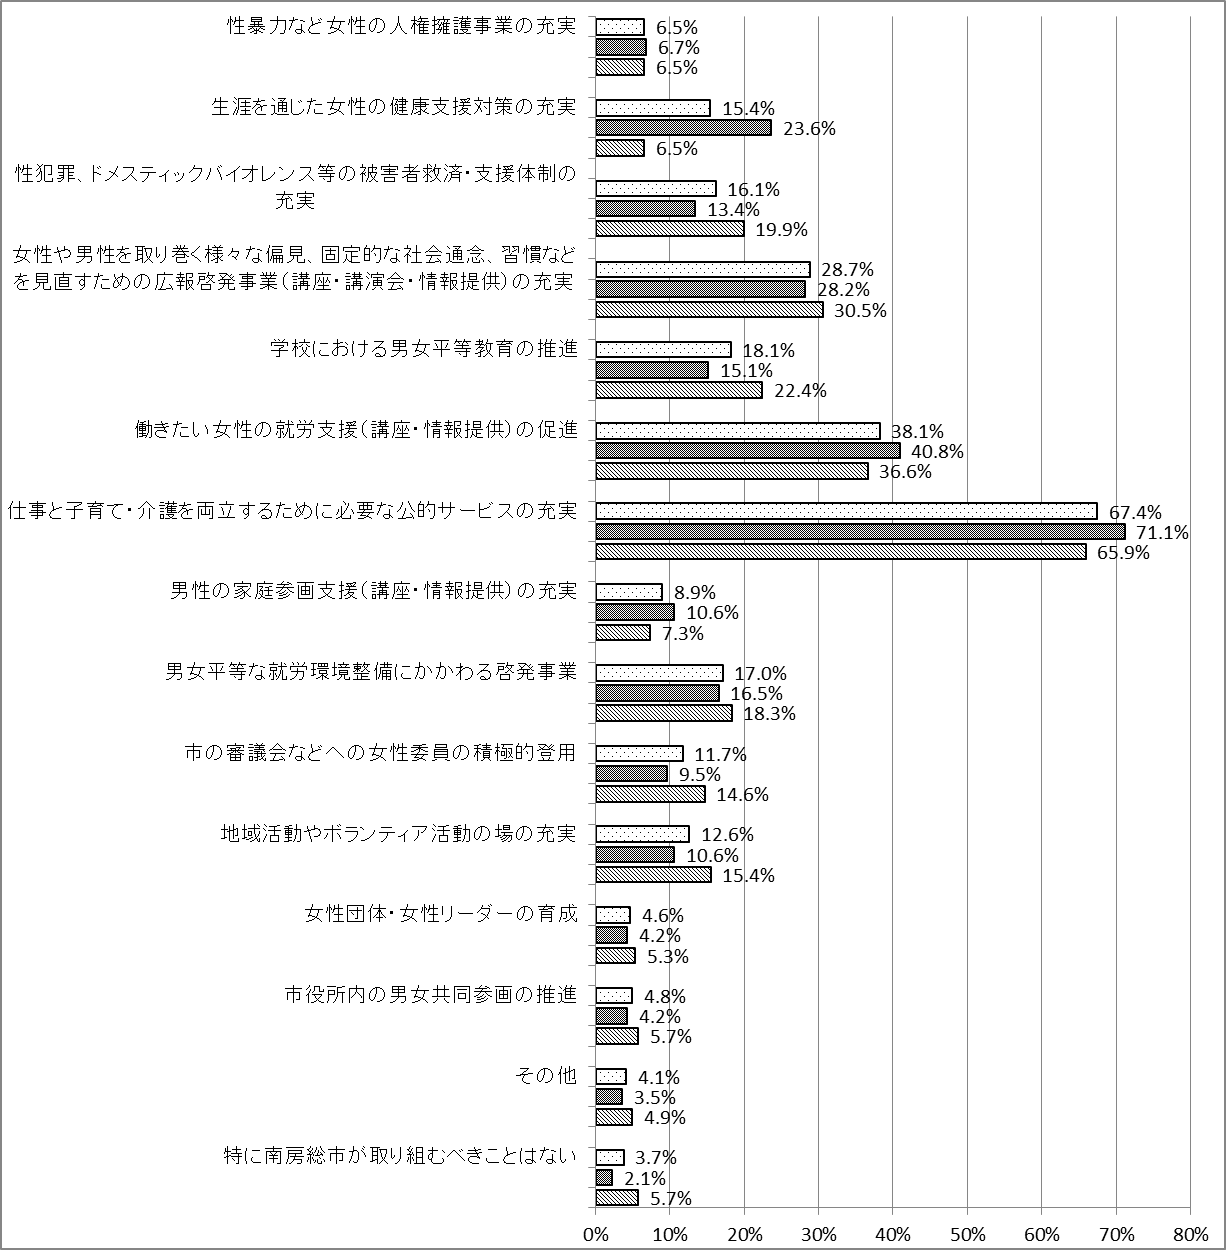 性暴力など女性の人権擁護事業の充実
6.5%
6.7%
6.5%
生涯を通じた女性の健康支援対策の充実
15.4%
23.6%
6.5%
性犯罪、ドメスティックバイオレンス等の被害者救済・支援体制の
充実
16.1%
13.4%
19.9%
女性や男性を取り巻く様々な偏見、固定的な社会通念、習慣など
を見直すための広報啓発事業（講座・講演会・情報提供）の充実
28.7%
28.2%
30.5%
学校における男女平等教育の推進
18.1%
15.1%
22.4%
働きたい女性の就労支援（講座・情報提供）の促進
38.1%
40.8%
36.6%
仕事と子育て・介護を両立するために必要な公的サービスの充実
67.4%
71.1%
65.9%
男性の家庭参画支援（講座・情報提供）の充実
8.9%
10.6%
7.3%
男女平等な就労環境整備にかかわる啓発事業
17.0%
16.5%
18.3%
市の審議会などへの女性委員の積極的登用
11.7%
9.5%
14.6%
地域活動やボランティア活動の場の充実
12.6%
10.6%
15.4%
女性団体・女性リーダーの育成
4.6%
4.2%
5.3%
市役所内の男女共同参画の推進
4.8%
4.2%
5.7%
その他
4.1%
3.5%
4.9%
特に南房総市が取り組むべきことはない
3.7%
2.1%
5.7%
0% 10% 20% 30% 40% 50% 60% 70% 80%